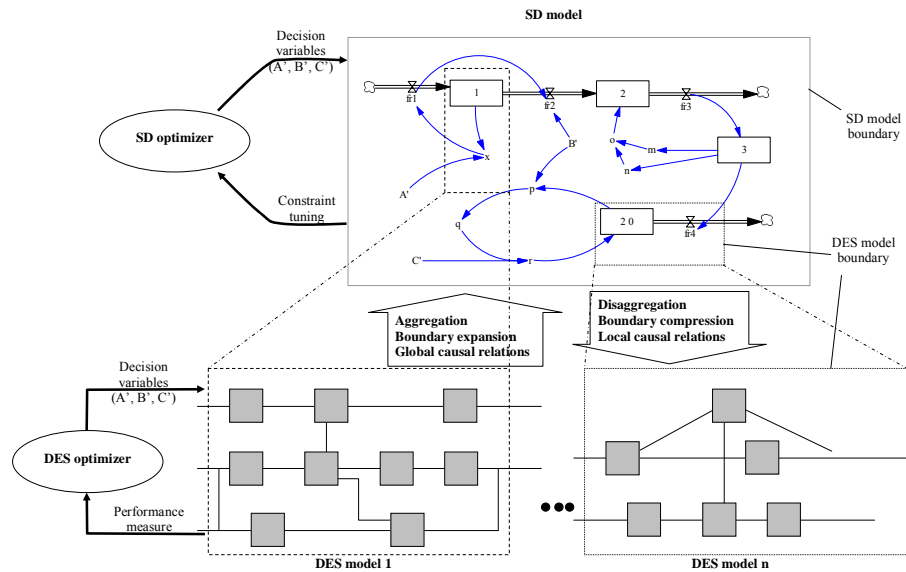 SD model
Decision
variables
(A', B', C')
SD optimizer
Constraint
tuning
fr1
1
fr2
2
fr3
3
x
A'
B'
o
m
n
p
q
C'
r
2 0
fr4
SD model
boundary
DES model
boundary
Aggregation
Boundary expansion
Global causal relations
Disaggregation
Boundary compression
Local causal relations
Decision
variables
(A', B', C')
DES optimizer
Performance
measure
DES model 1
DES model n